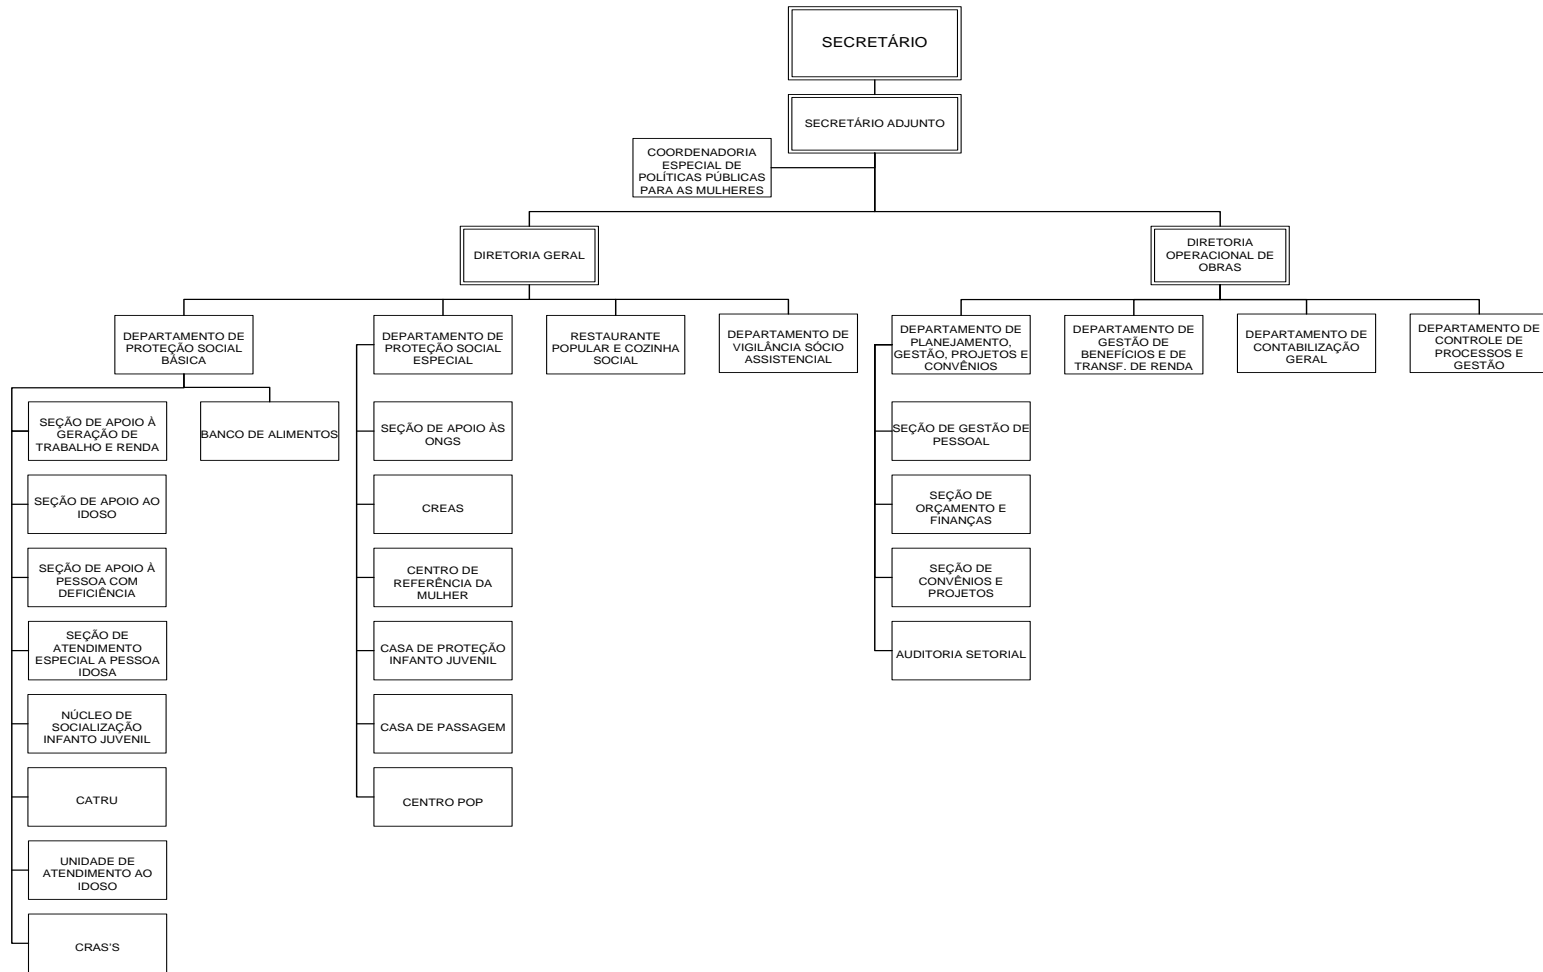 SECRETÁRIO
SECRETÁRIO ADJUNTO
COORDENADORIA
ESPECIAL DE
POLÍTICAS PÚBLICAS
PARA AS MULHERES
DIRETORIA GERAL
DIRETORIA
OPERACIONAL DE
OBRAS
DEPARTAMENTO DE
PROTEÇÃO SOCIAL
BÁSICA
DEPARTAMENTO DE
PROTEÇÃO SOCIAL
ESPECIAL
RESTAURANTE
POPULAR E COZINHA
SOCIAL
DEPARTAMENTO DE
VIGILÂNCIA SÓCIO
ASSISTENCIAL
DEPARTAMENTO DE
PLANEJAMENTO,
GESTÃO, PROJETOS E
CONVÊNIOS
DEPARTAMENTO DE
GESTÃO DE
BENEFÍCIOS E DE
TRANSF. DE RENDA
DEPARTAMENTO DE
CONTABILIZAÇÃO
GERAL
DEPARTAMENTO DE
CONTROLE DE
PROCESSOS E
GESTÃO
SEÇÃO DE APOIO À
GERAÇÃO DE
TRABALHO E RENDA
BANCO DE ALIMENTOS
SEÇÃO DE APOIO AO
IDOSO
SEÇÃO DE APOIO À
PESSOA COM
DEFICIÊNCIA
SEÇÃO DE
ATENDIMENTO
ESPECIAL A PESSOA
IDOSA
NÚCLEO DE
SOCIALIZAÇÃO
INFANTO JUVENIL
CATRU
UNIDADE DE
ATENDIMENTO AO
IDOSO
CRAS'S
SEÇÃO DE APOIO ÀS
ONGS
CREAS
CENTRO DE
REFERÊNCIA DA
MULHER
CASA DE PROTEÇÃO
INFANTO JUVENIL
CASA DE PASSAGEM
CENTRO POP
SEÇÃO DE GESTÃO DE
PESSOAL
SEÇÃO DE
ORÇAMENTO E
FINANÇAS
SEÇÃO DE
CONVÊNIOS E
PROJETOS
AUDITORIA SETORIAL